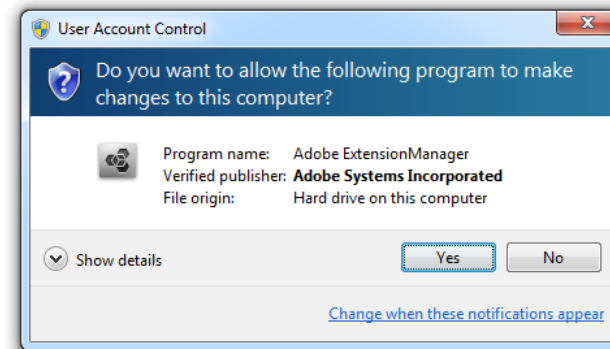 User Account Control
Do you want to allow the following program to make
changes to this computer?
Program name: Adobe ExtensionManager
Verified publisher: Adobe Systems Incorporated
File origin: Hard drive on this computer
Show details
Yes
No
Change when these notifications appear